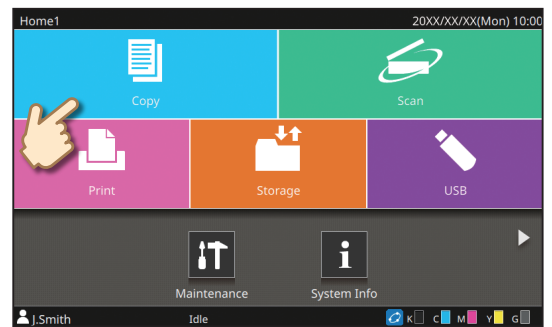 Home1 20XX/XX/XX(Mon) 10:00
Copy Scan
Print Storage USB
Maintenance System Info
J.Smith Idle K C M Y G